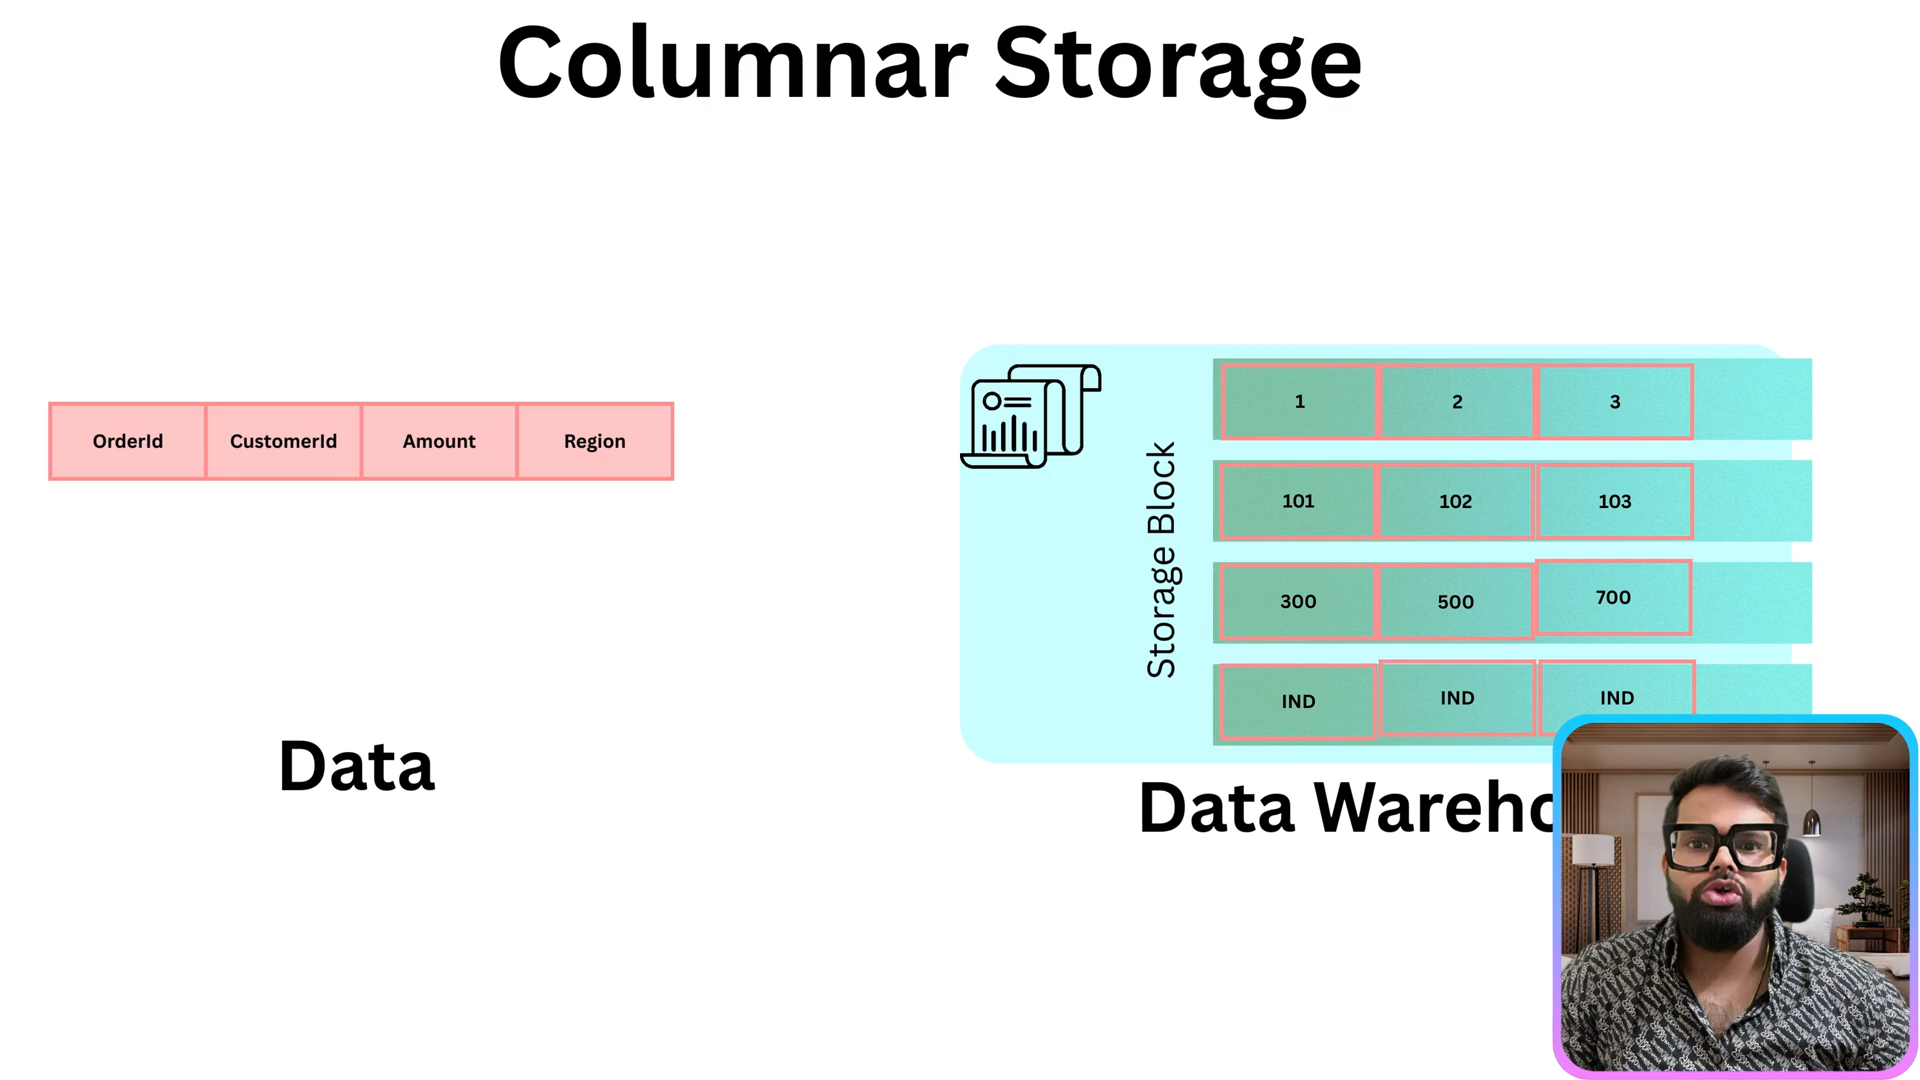 Columnar Storage
OrderId CustomerId Amount Region
Data
Storage Block
1 2 3
101 102 103
300 500 700
IND IND IND
Data Wareho